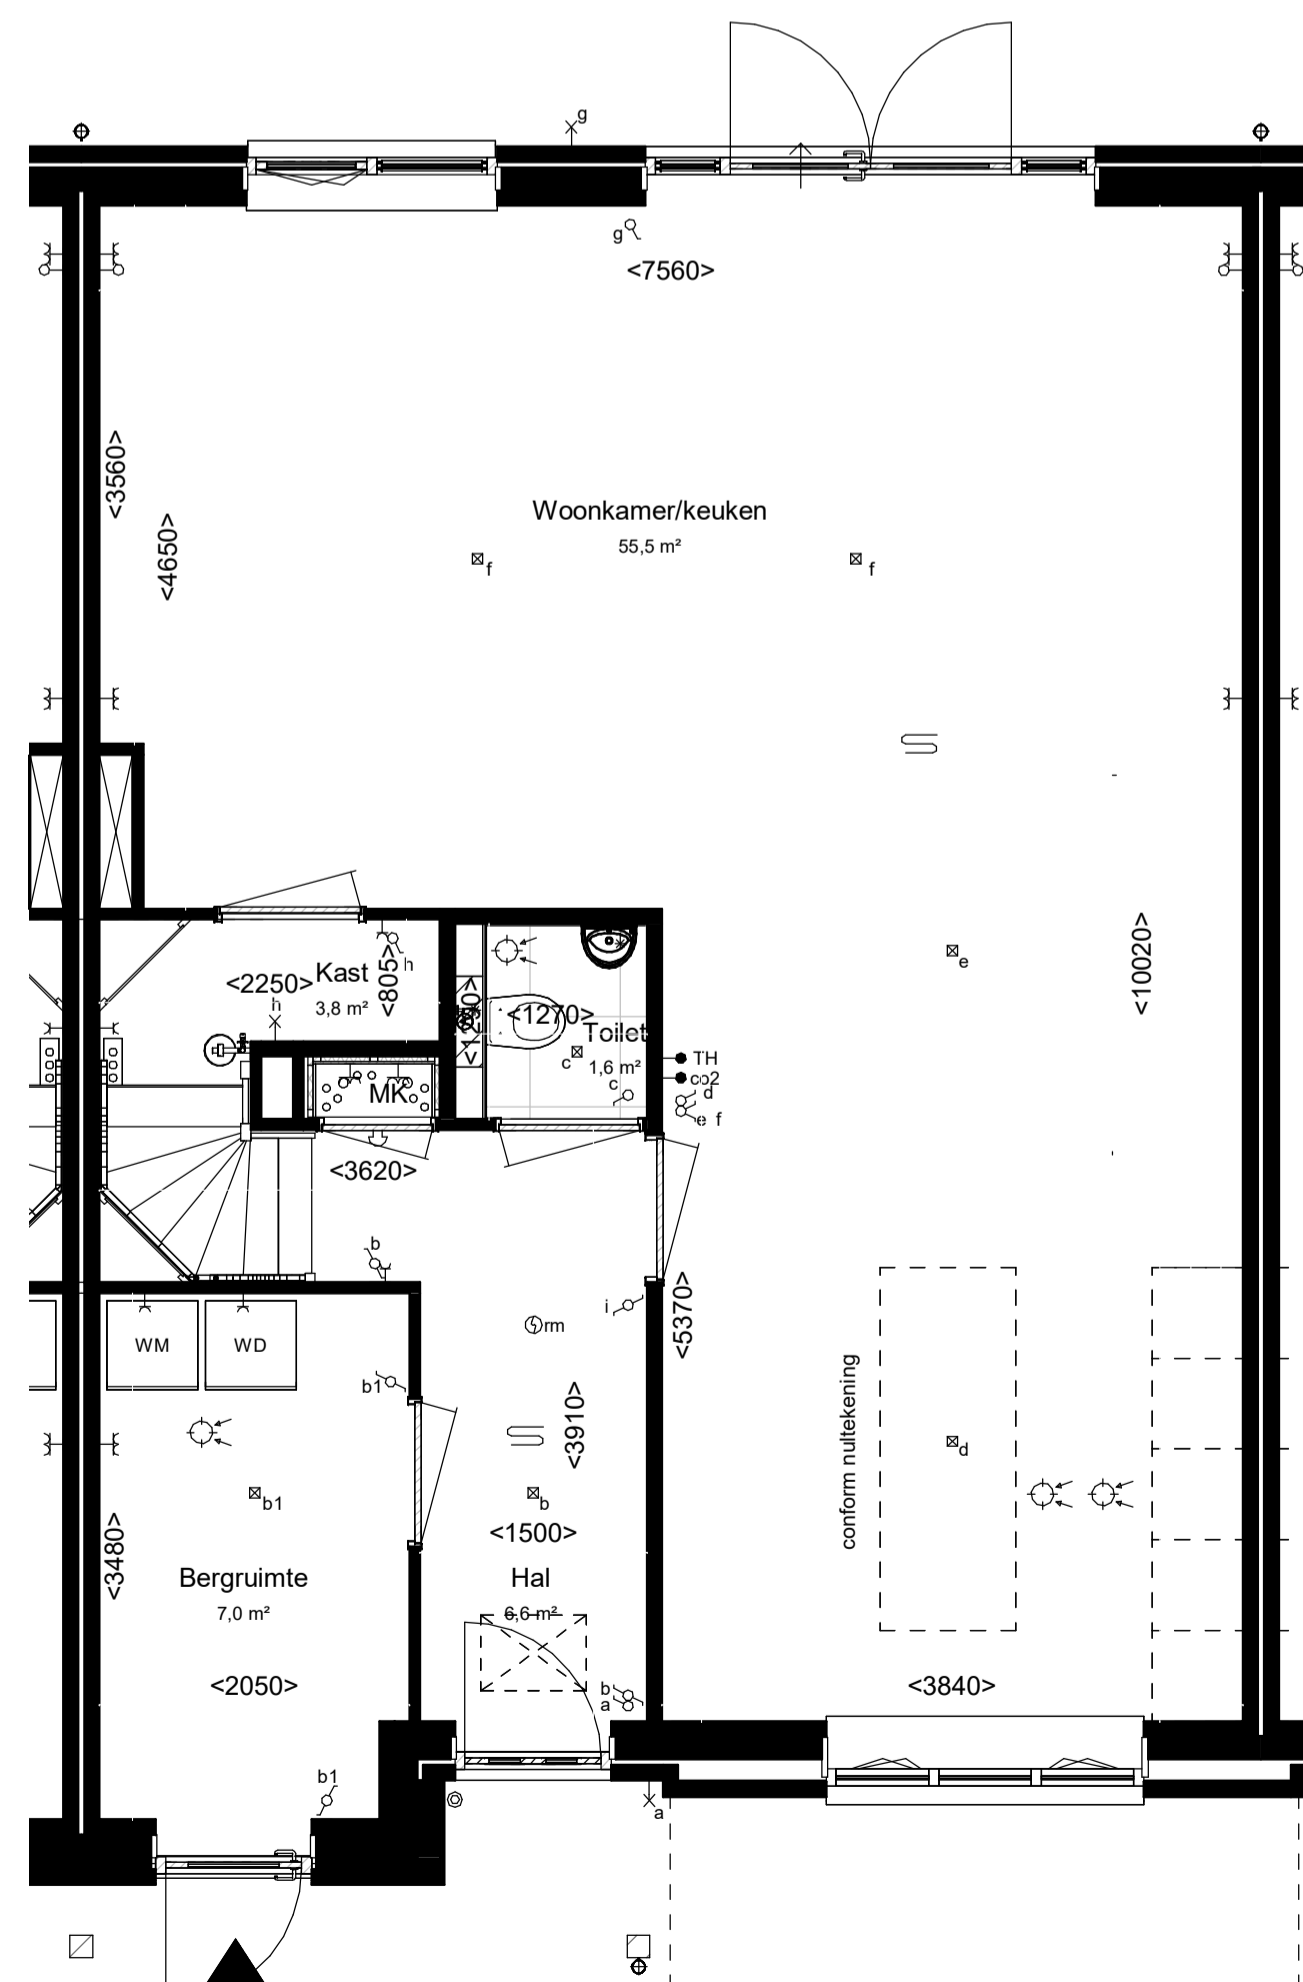 g
g
<7560>
<3560>
<4650>
Woonkamer/keuken
55,5 m²
f
f
e
<10020>
<2250>
Kast
3,8 m²
<805>
h
h
<1270>
Toilet
1,6 m²
c
c
TH
co2
d
e f
MK
<3620>
b
i
<5370>
rm
WM
WD
b1
<3910>
conform nultekening
d
b1
b
<1500>
<3480>
Bergruimte
7,0 m²
Hal
6,6 m²
<2050>
b
a
<3840>
b1
a